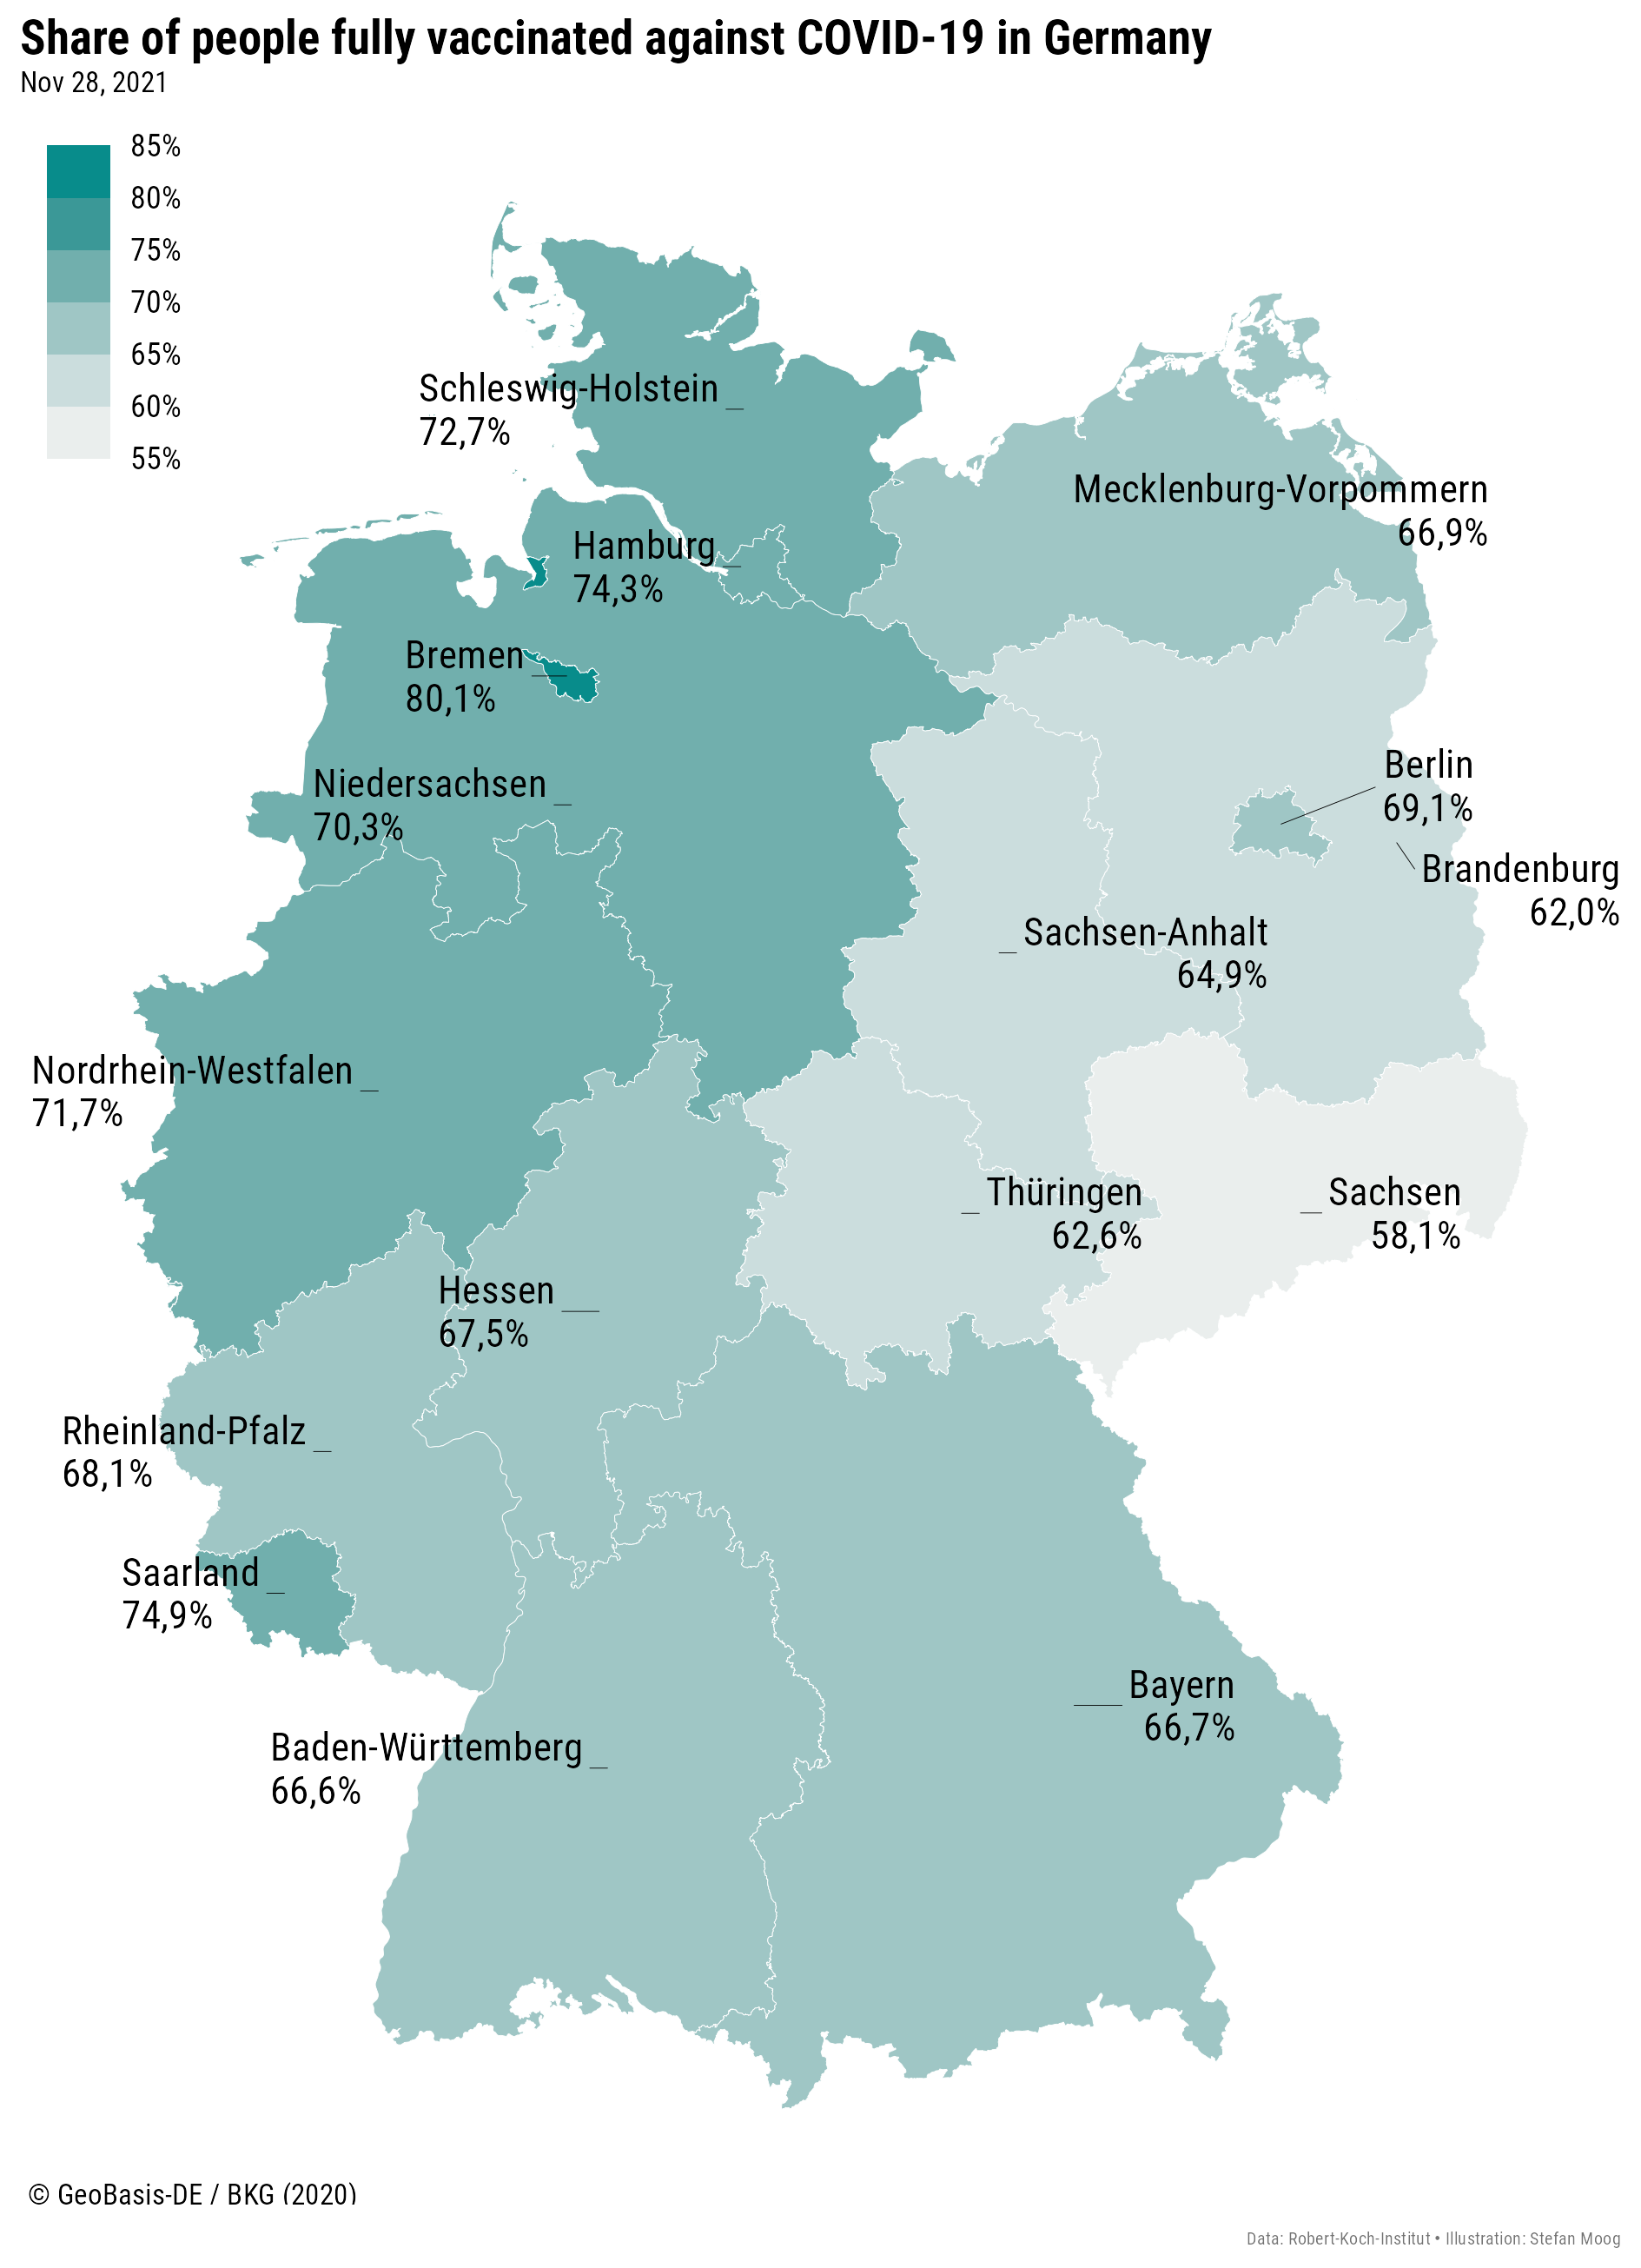 Share of people fully vaccinated against COVID-19 in Germany
Nov 28, 2021
85%
80%
75%
70%
65%
60%
55%
Schleswig-Holstein
72,7%
Mecklenburg-Vorpommern
66,9%
Hamburg
74,3%
Bremen
80,1%
Niedersachsen
70,3%
Berlin
69,1%
Brandenburg
62,0%
Sachsen-Anhalt
64,9%
Nordrhein-Westfalen
71,7%
Thüringen
62,6%
Sachsen
58,1%
Hessen
67,5%
Rheinland-Pfalz
68,1%
Saarland
74,9%
Bayern
66,7%
Baden-Württemberg
66,6%
© GeoBasis-DE / BKG (2020)
Data: Robert-Koch-Institut • Illustration: Stefan Moog